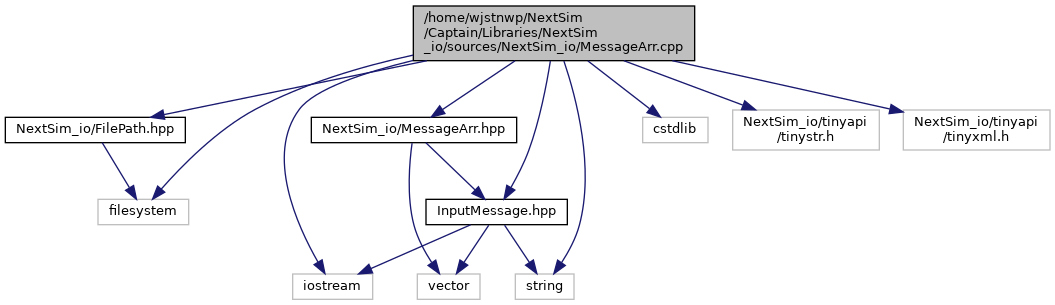 /home/wjstnwp/NextSim
/Captain/Libraries/NextSim
_io/sources/NextSim_io/MessageArr.cpp
NextSim_io/FilePath.hpp
NextSim_io/MessageArr.hpp
cstdlib
NextSim_io/tinyapi
/tinystr.h
NextSim_io/tinyapi
/tinyxml.h
filesystem
InputMessage.hpp
iostream
vector
string